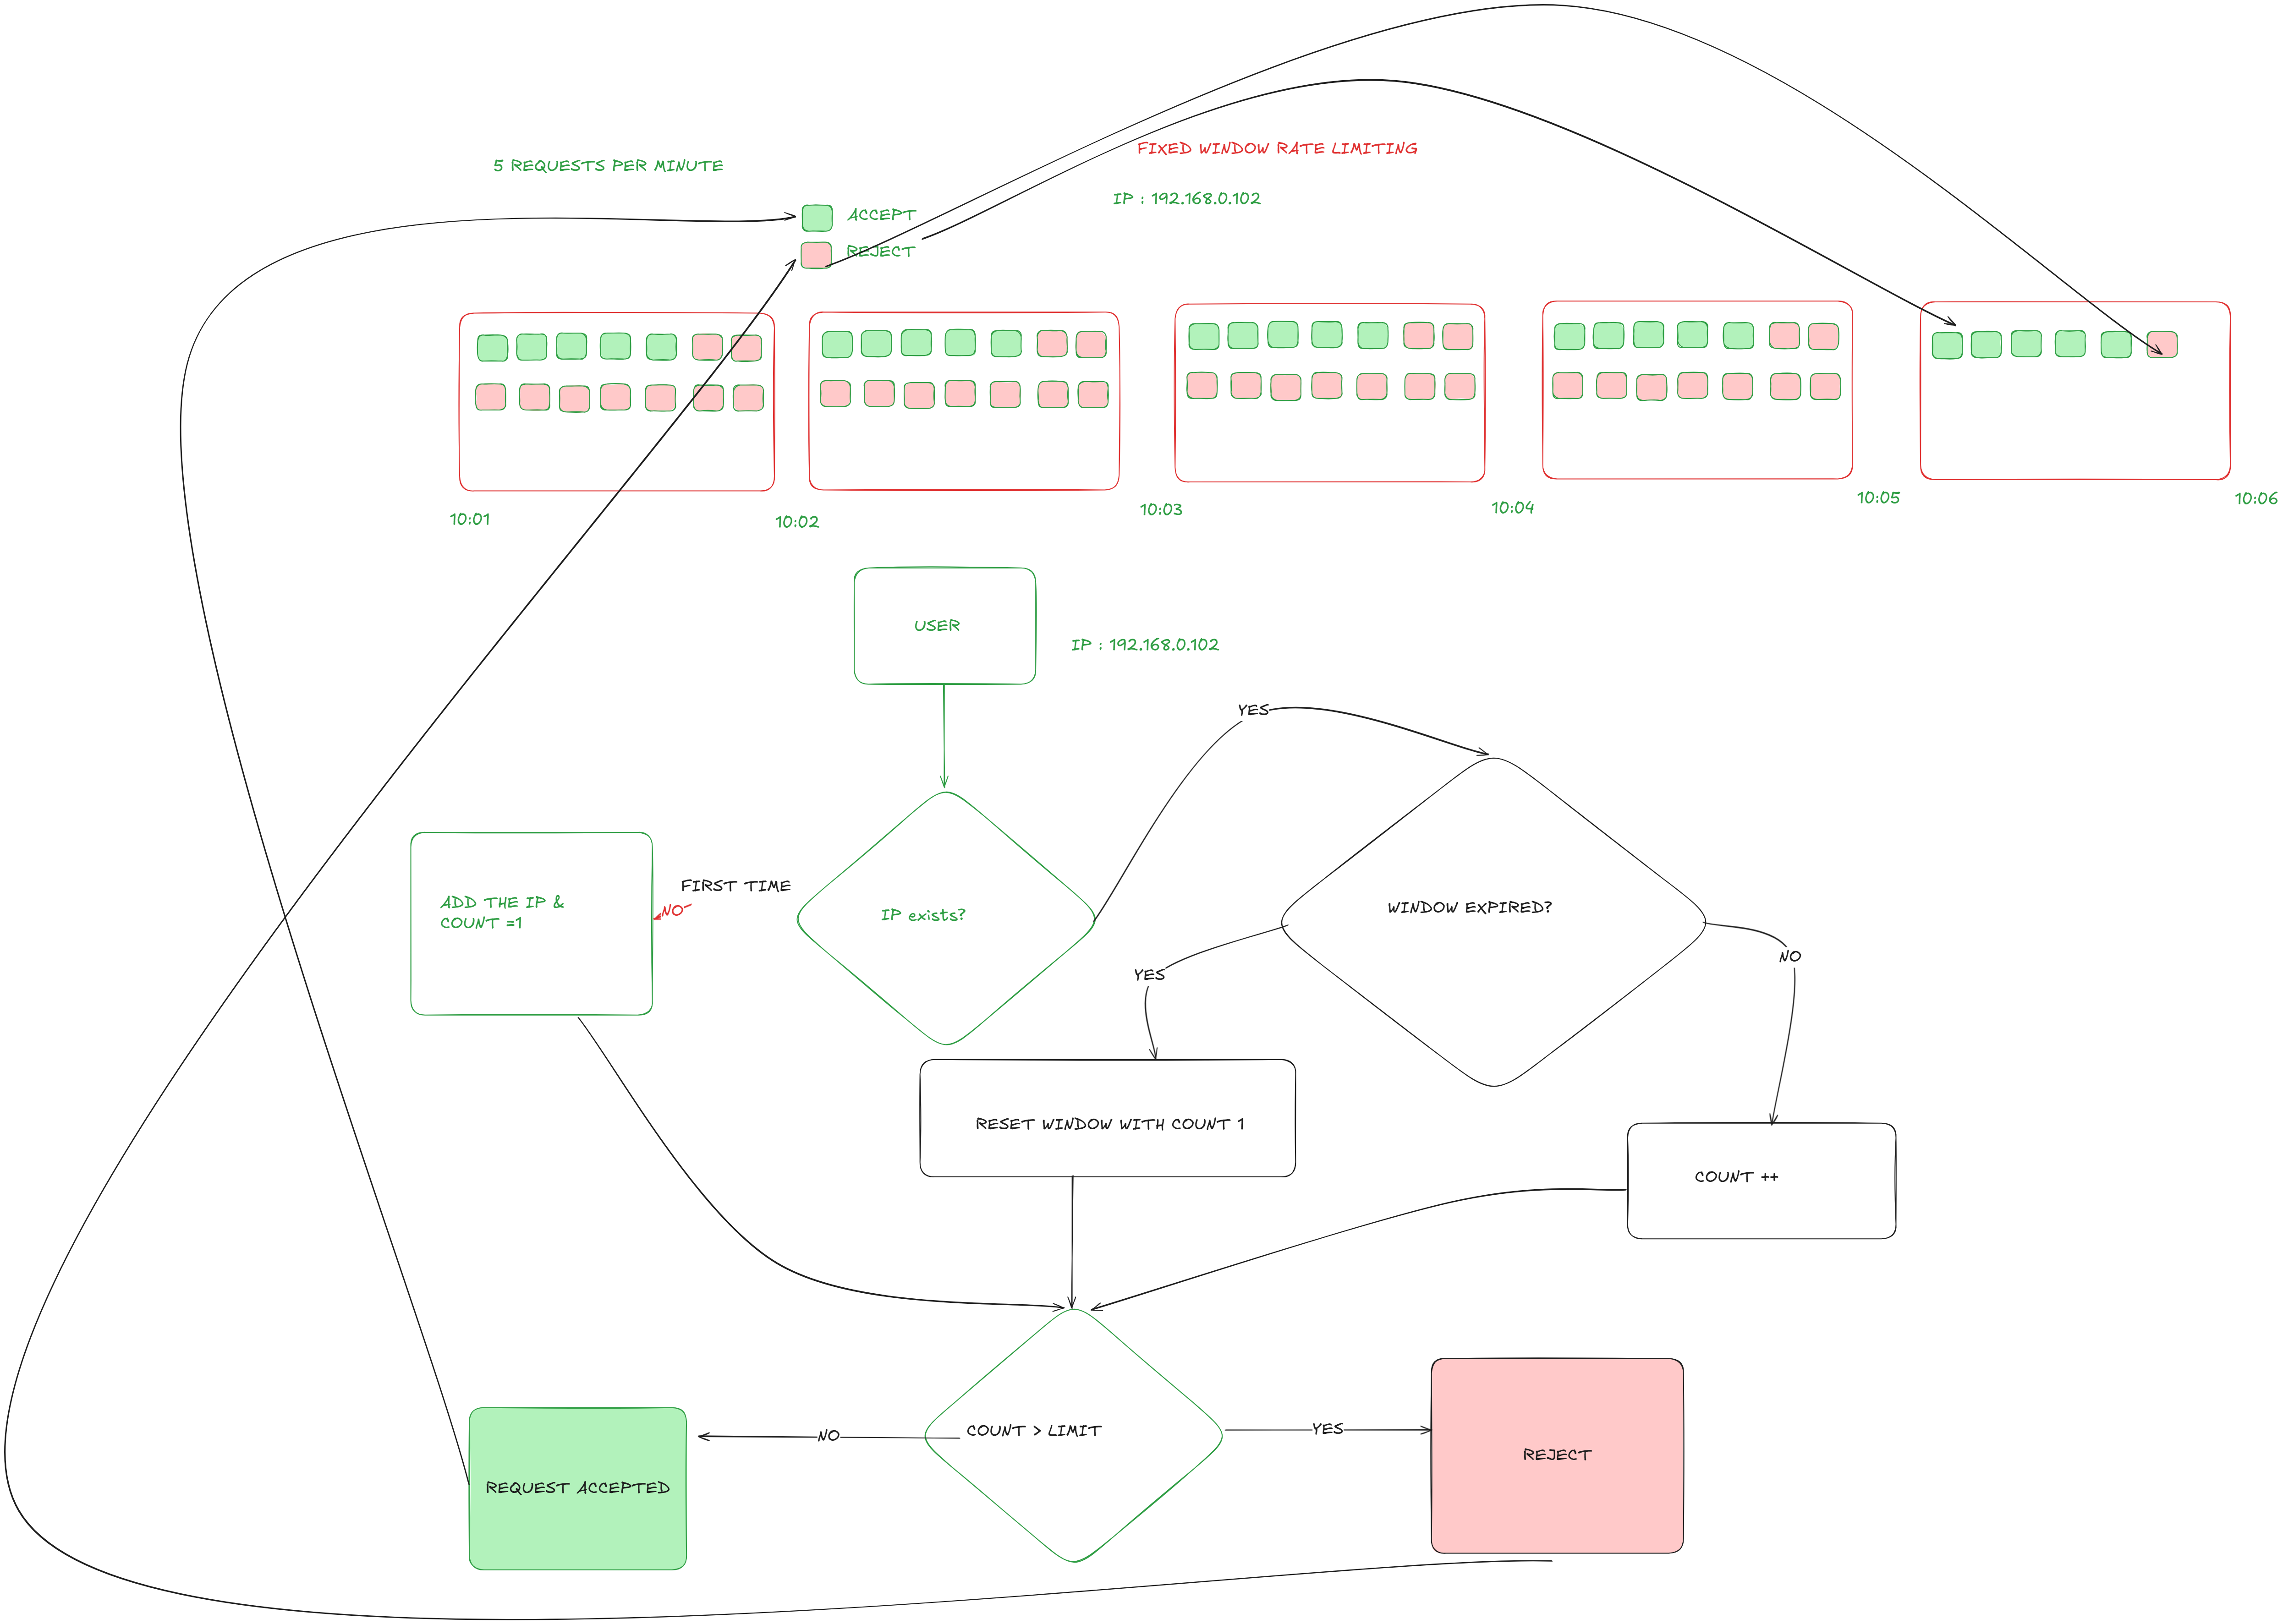 FIXED WINDOW RATE LIMITING
5 REQUESTS PER MINUTE
IP : 192.168.0.102
ACCEPT
REJECT
10:01
10:02
10:03
10:04
10:05
10:06
USER
IP : 192.168.0.102
YES
FIRST TIME
NO
ADD THE IP &
COUNT =1
IP exists?
WINDOW EXPIRED?
YES
NO
RESET WINDOW WITH COUNT 1
COUNT ++
COUNT > LIMIT
NO
YES
REJECT
REQUEST ACCEPTED